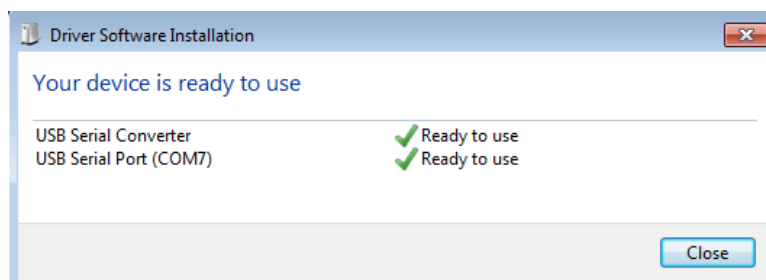 Driver Software Installation
Your device is ready to use
USB Serial Converter Ready to use
USB Serial Port (COM7) Ready to use
Close